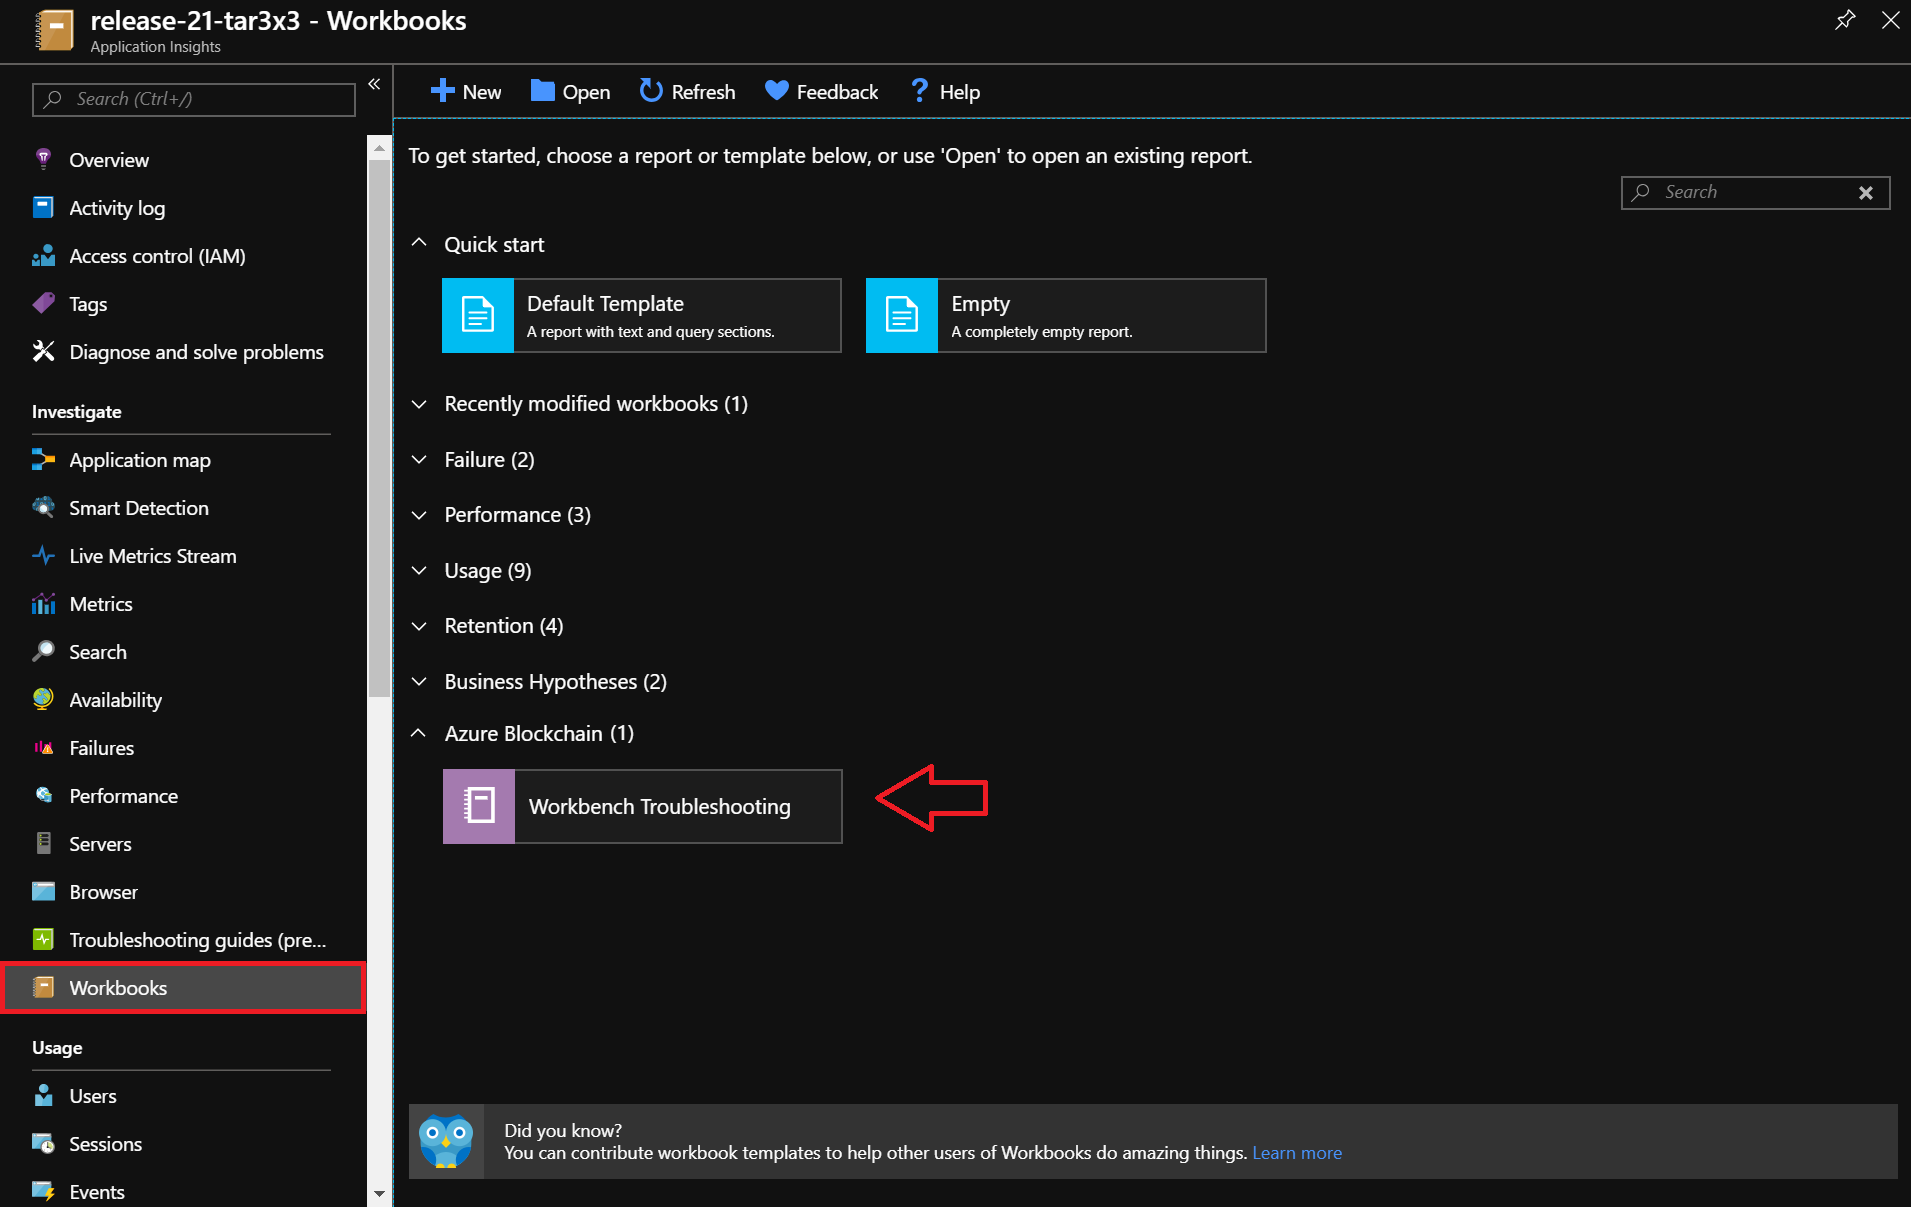 release-21-tar3x3 - Workbooks
Application Insights
Search (Ctrl+/)
Overview
Activity log
Access control (IAM)
Tags
Diagnose and solve problems
Investigate
Application map
Smart Detection
Live Metrics Stream
Metrics
Search
Availability
Failures
Performance
Servers
Browser
Troubleshooting guides (pre...
Workbooks
Usage
Users
Sessions
Events
New
Open
Refresh
Feedback
Help
To get started, choose a report or template below, or use 'Open' to open an existing report.
Search
Quick start
Default Template
A report with text and query sections.
Empty
A completely empty report.
Recently modified workbooks (1)
Failure (2)
Performance (3)
Usage (9)
Retention (4)
Business Hypotheses (2)
Azure Blockchain (1)
Workbench Troubleshooting
Did you know?
You can contribute workbook templates to help other users of Workbooks do amazing things. Learn more